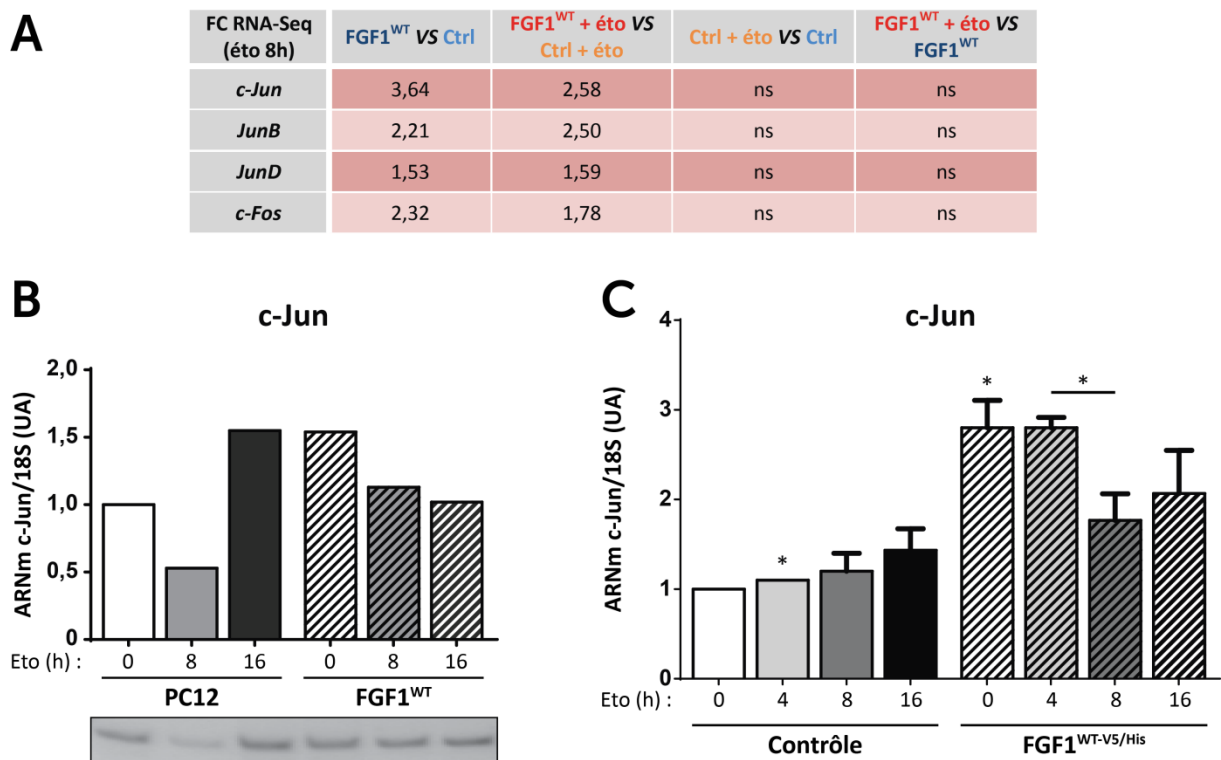 A
FC RNA-Seq (éto 8h) FGF1WT VS Ctrl FGF1WT + éto VS Ctrl + éto Ctrl + éto VS Ctrl FGF1WT + éto VS FGF1WT
c-Jun 3,64 2,58 ns ns
JunB 2,21 2,50 ns ns
JunD 1,53 1,59 ns ns
c-Fos 2,32 1,78 ns ns
B
c-Jun
ARNm c-Jun/18S (UA)
2,0
1,5
1,0
0,5
0
Eto (h) : 0 8 16 0 8 16
PC12 FGF1WT
C
c-Jun
ARNm c-Jun/18S (UA)
4
3
2
1
0
* * *
Eto (h) : 0 4 8 16 0 4 8 16
Contrôle FGF1WT-V5/His